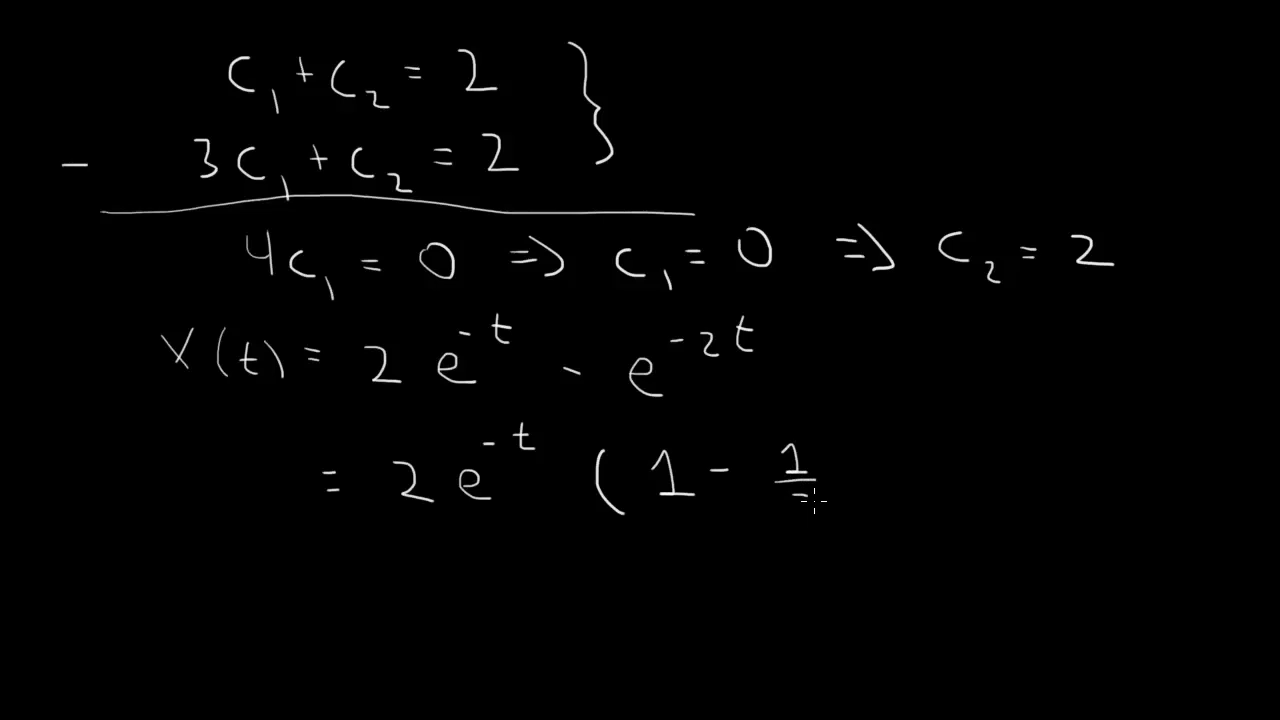 c₁ + c₂ = 2 }
- 3c₁ + c₂ = 2
4c₁ = 0 => c₁ = 0 => c₂ = 2
x(t) = 2e^{-t} - e^{-2t}
= 2e^{-t} ( 1 - 1/